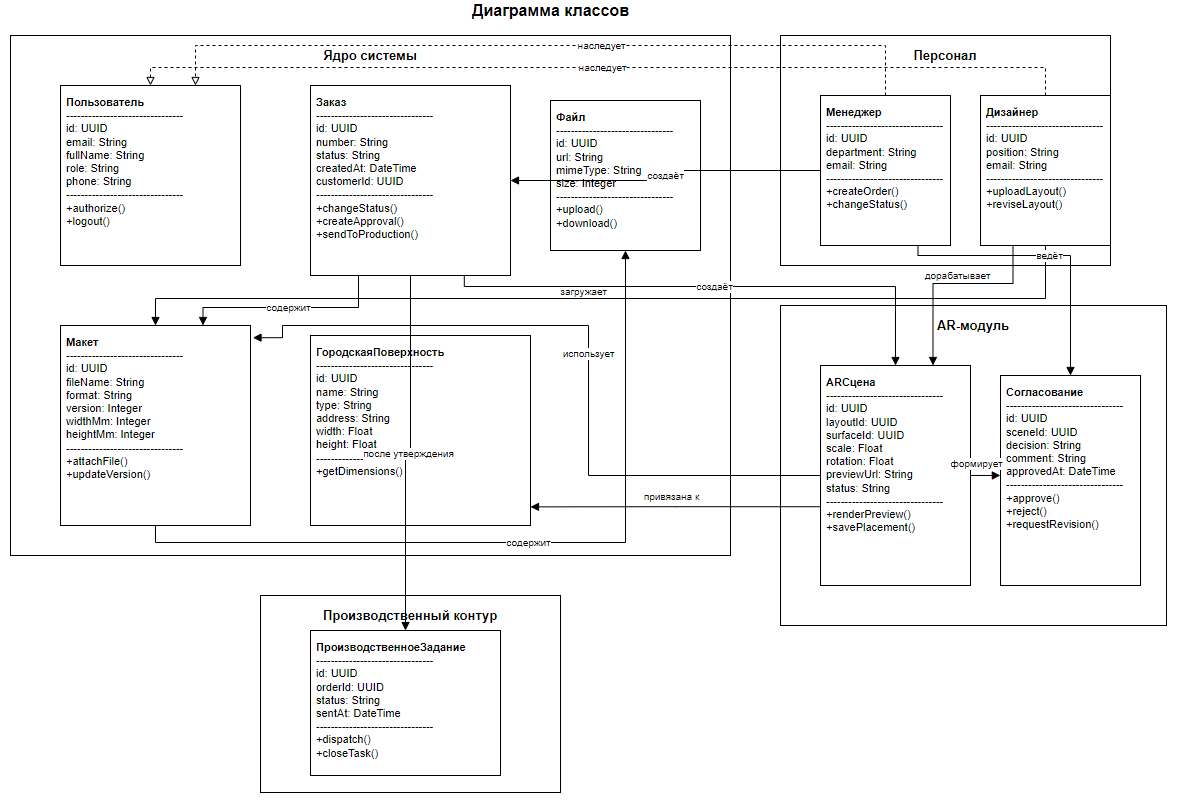 Диаграмма классов
Ядро системы
Пользователь
--------------------------------
id: UUID
email: String
fullName: String
role: String
phone: String
--------------------------------
+authorize()
+logout()
Заказ
--------------------------------
id: UUID
number: String
status: String
createdAt: DateTime
customerId: UUID
--------------------------------
+changeStatus()
+createApproval()
+sendToProduction()
Файл
--------------------------------
id: UUID
url: String
mimeType: String
size: Integer
--------------------------------
+upload()
+download()
Персонал
Менеджер
--------------------------------
id: UUID
department: String
email: String
--------------------------------
+createOrder()
+changeStatus()
Дизайнер
--------------------------------
id: UUID
position: String
email: String
--------------------------------
+uploadLayout()
+reviseLayout()
наследует
наследует
создаёт
ведёт
дорабатывает
создаёт
загружает
содержит
Макет
--------------------------------
id: UUID
fileName: String
format: String
version: Integer
widthMm: Integer
heightMm: Integer
--------------------------------
+attachFile()
+updateVersion()
ГородскаяПоверхность
--------------------------------
id: UUID
name: String
type: String
address: String
width: Float
height: Float
-------------
после утверждения
+getDimensions()
использует
привязана к
содержит
AR-модуль
ARСцена
--------------------------------
id: UUID
layoutId: UUID
surfaceId: UUID
scale: Float
rotation: Float
previewUrl: String
status: String
--------------------------------
+renderPreview()
+savePlacement()
формирует
Согласование
--------------------------------
id: UUID
sceneId: UUID
decision: String
comment: String
approvedAt: DateTime
--------------------------------
+approve()
+reject()
+requestRevision()
Производственный контур
ПроизводственноеЗадание
--------------------------------
id: UUID
orderId: UUID
status: String
sentAt: DateTime
--------------------------------
+dispatch()
+closeTask()